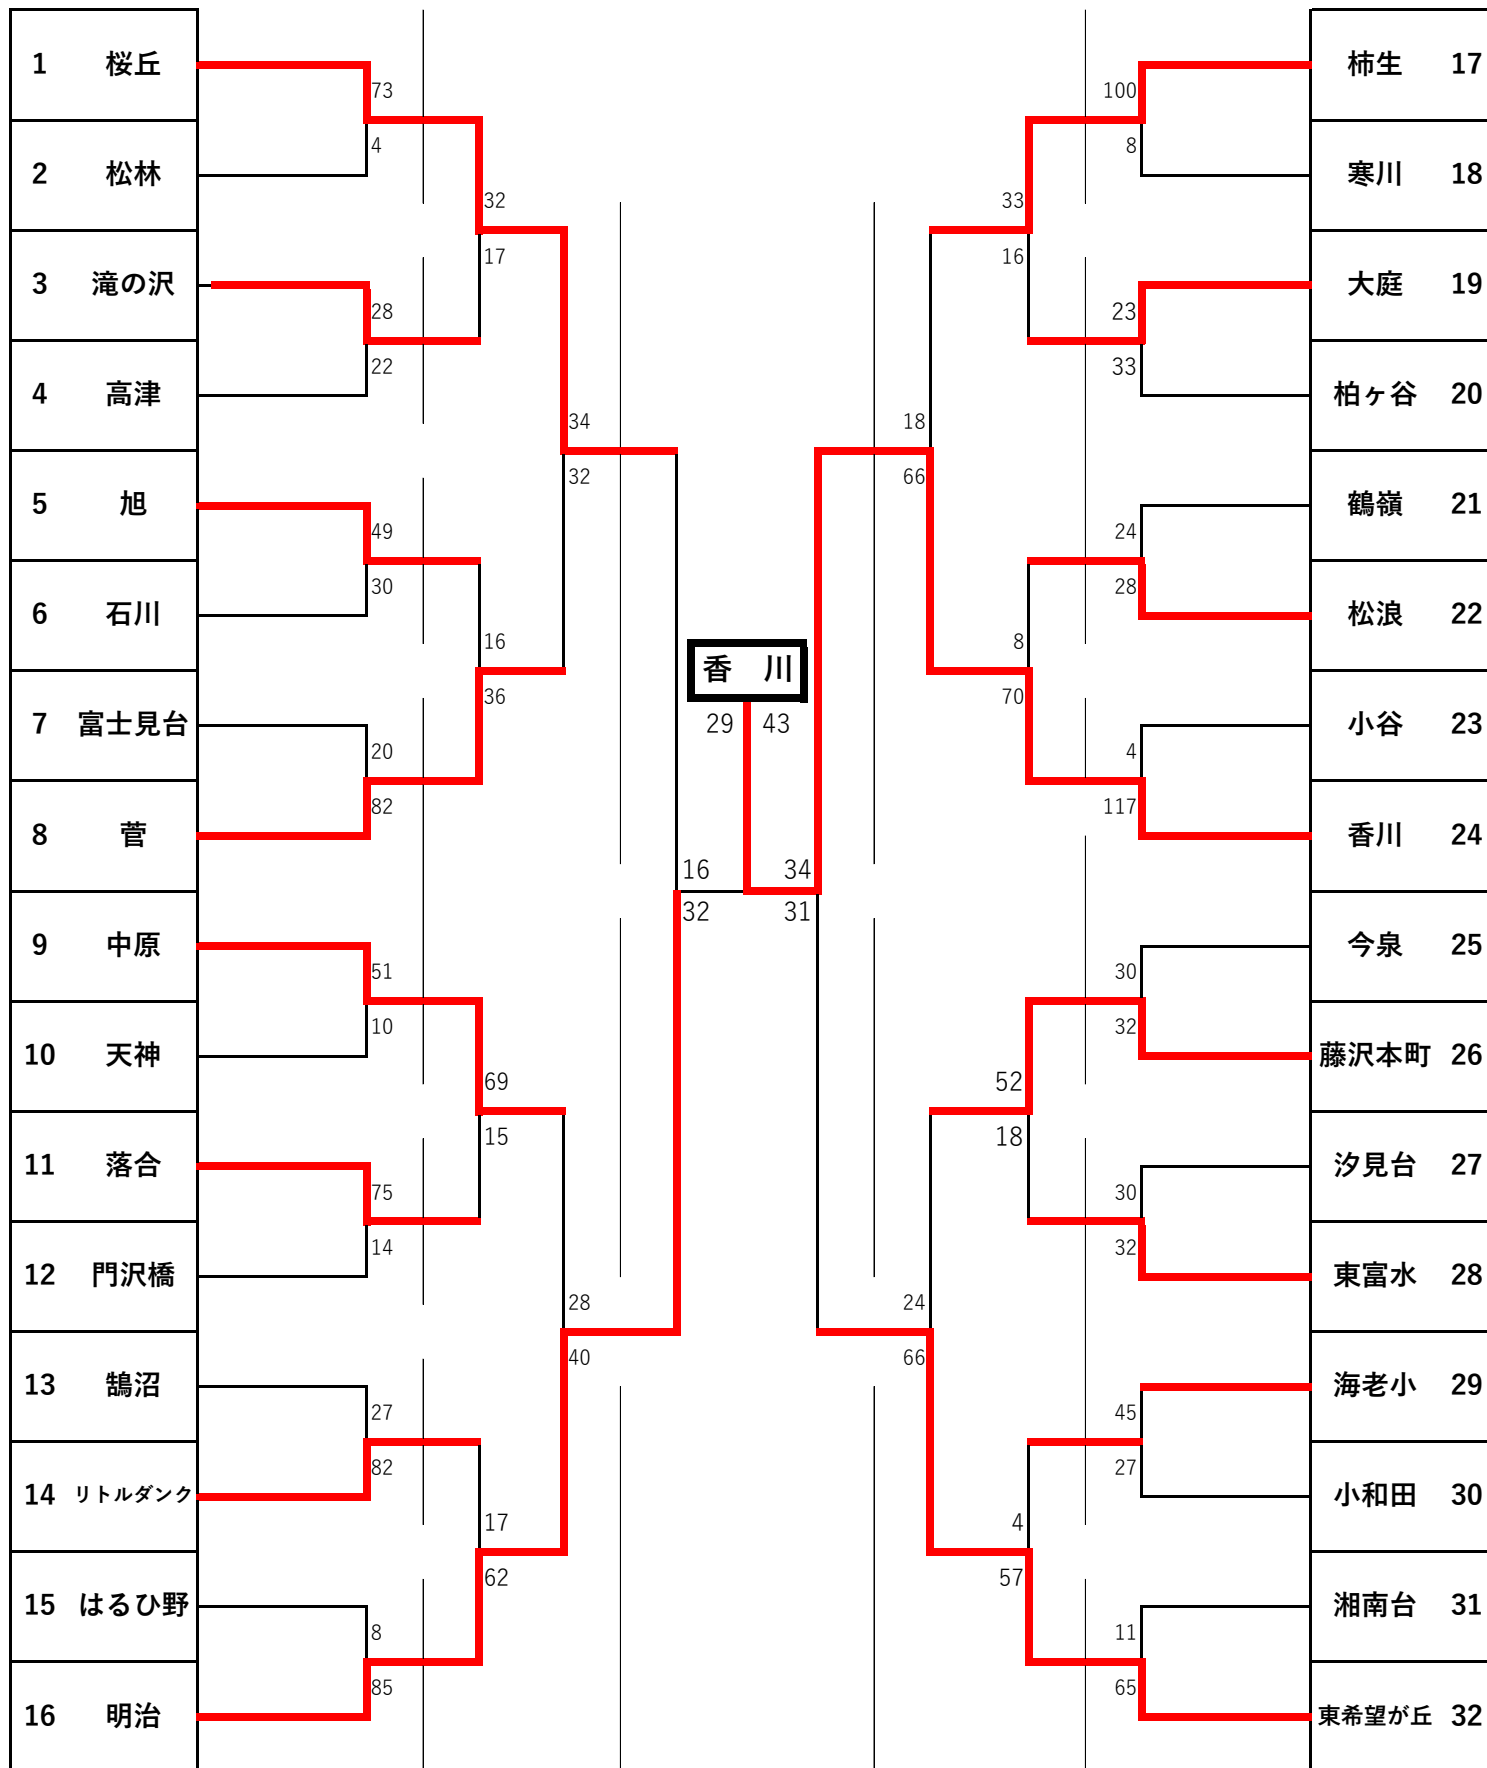 1 桜丘
2 松林
3 滝の沢
4 高津
5 旭
6 石川
7 富士見台
8 菅
9 中原
10 天神
11 落合
12 門沢橋
13 鵠沼
14 リトルダンク
15 はるひ野
16 明治
73
4
28
22
49
30
20
82
51
10
75
14
27
82
8
85
32
17
16
36
69
15
17
62
34
32
28
40
16
32
香 川
29 43
34
31
18
66
24
66
33
16
8
70
52
18
4
57
100
8
23
33
24
28
4
117
30
32
30
32
45
27
11
65
柿生 17
寒川 18
大庭 19
柏ヶ谷 20
鶴嶺 21
松浪 22
小谷 23
香川 24
今泉 25
藤沢本町 26
汐見台 27
東富水 28
海老小 29
小和田 30
湘南台 31
東希望が丘 32